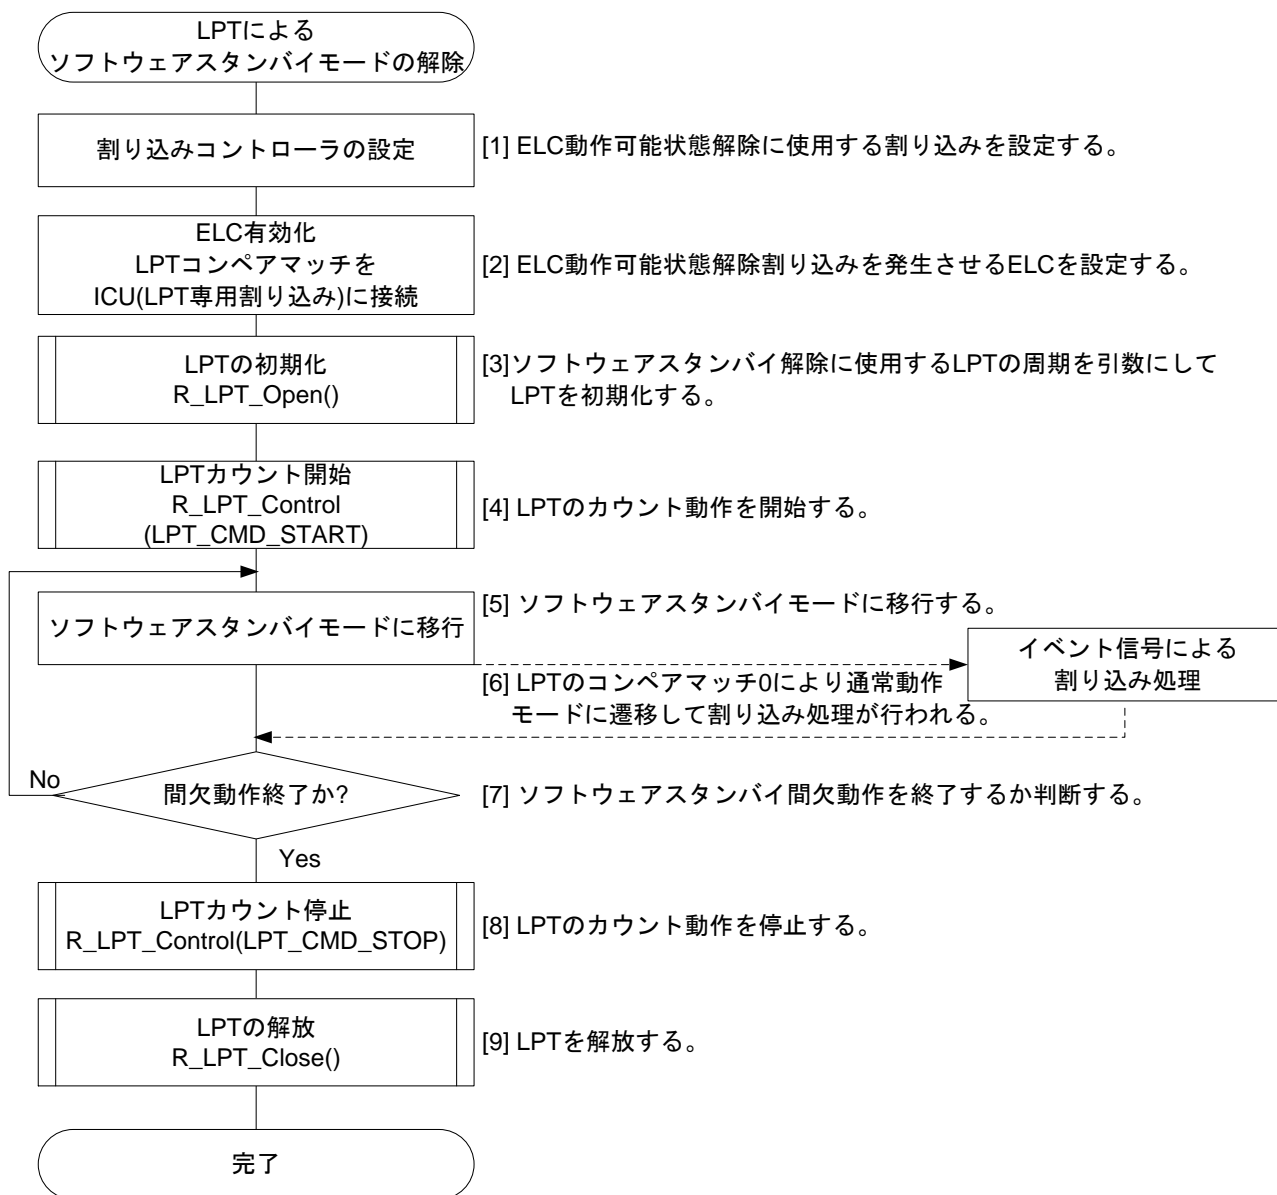 LPTによる
ソフトウェアスタンバイモードの解除
割り込みコントローラの設定
[1] ELC動作可能状態解除に使用する割り込みを設定する。
ELC有効化
LPTコンペアマッチを
ICU(LPT専用割り込み)に接続
[2] ELC動作可能状態解除割り込みを発生させるELCを設定する。
LPTの初期化
R_LPT_Open()
[3]ソフトウェアスタンバイ解除に使用するLPTの周期を引数にして
LPTを初期化する。
LPTカウント開始
R_LPT_Control
(LPT_CMD_START)
[4] LPTのカウント動作を開始する。
ソフトウェアスタンバイモードに移行
[5] ソフトウェアスタンバイモードに移行する。
イベント信号による
割り込み処理
[6] LPTのコンペアマッチ0により通常動作
モードに遷移して割り込み処理が行われる。
No
間欠動作終了か?
[7] ソフトウェアスタンバイ間欠動作を終了するか判断する。
Yes
LPTカウント停止
R_LPT_Control(LPT_CMD_STOP)
[8] LPTのカウント動作を停止する。
LPTの解放
R_LPT_Close()
[9] LPTを解放する。
完了